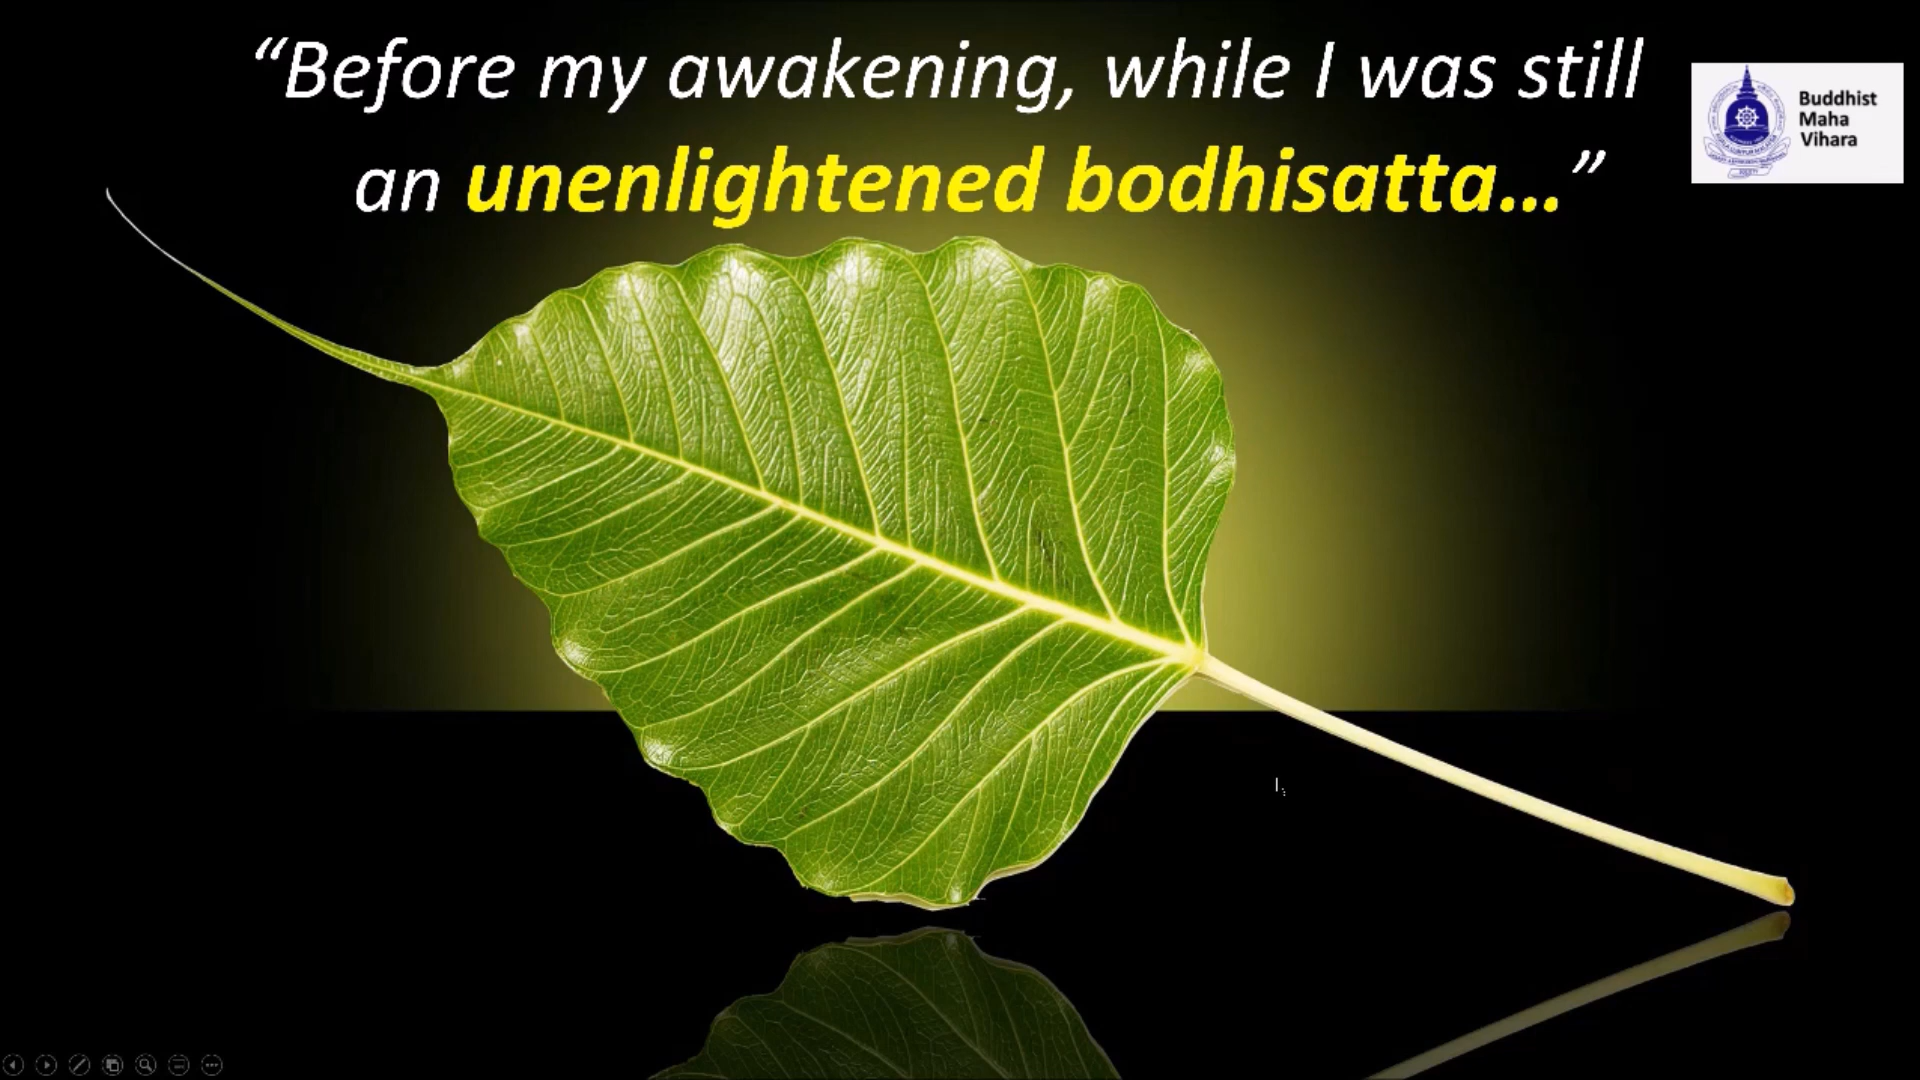 “Before my awakening, while I was still
an unenlightened bodhisatta...”
Buddhist
Maha
Vihara